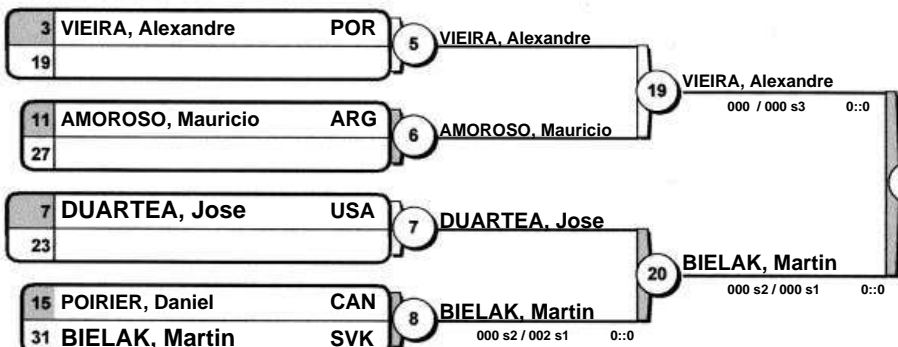 3 VIEIRA, Alexandre POR
19
5
VIEIRA, Alexandre
11 AMOROSO, Mauricio ARG
27
6
AMOROSO, Mauricio
19
VIEIRA, Alexandre
000 / 000 s3 0::0
7 DUARTEA, Jose USA
23
7
DUARTEA, Jose
15 POIRIER, Daniel CAN
31 BIELAK, Martin SVK
8
BIELAK, Martin
000 s2 / 002 s1 0::0
20
BIELAK, Martin
000 s2 / 000 s1 0::0